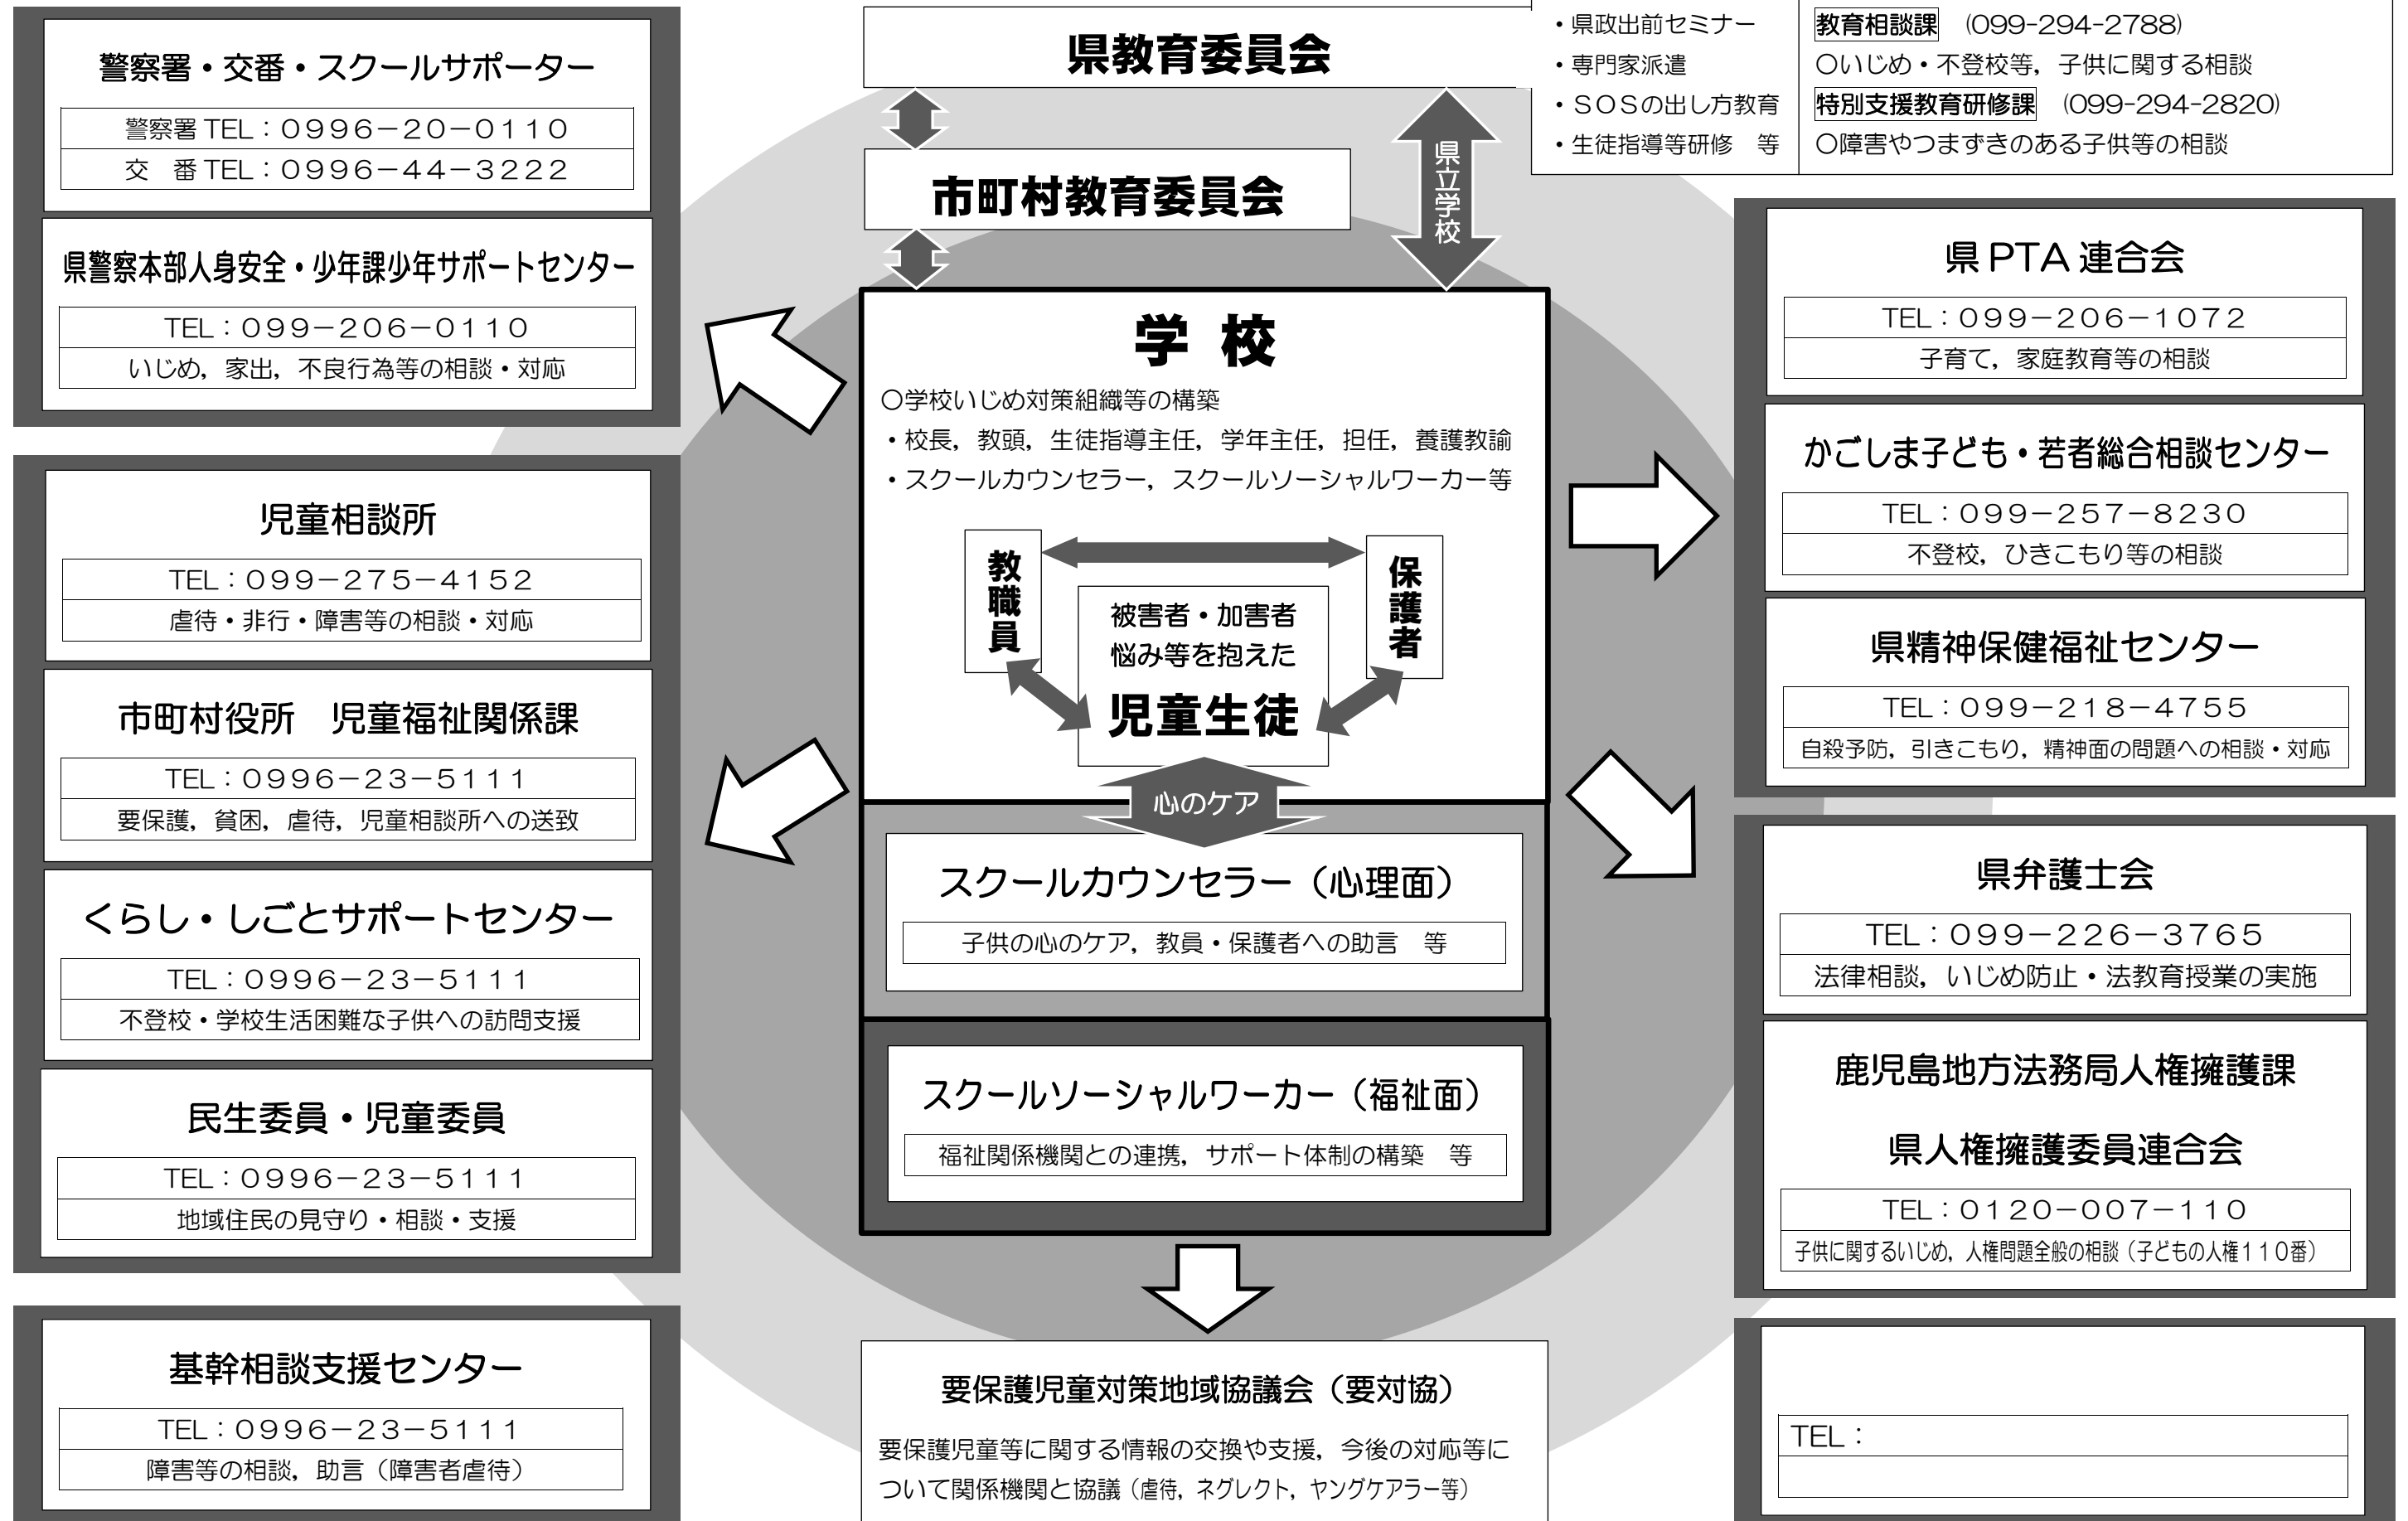 県教育委員会
・県政出前セミナー
・専門家派遣
・ＳＯＳの出し方教育
・生徒指導等研修　等
教育相談課　(099-294-2788)
○いじめ・不登校等，子供に関する相談
特別支援教育研修課　(099-294-2820)
○障害やつまずきのある子供等の相談
市町村教育委員会
県立学校
警察署・交番・スクールサポーター
警察署 TEL：０９９６－２０－０１１０
交　番 TEL：０９９６－４４－３２２２
県警察本部人身安全・少年課少年サポートセンター
TEL：０９９－２０６－０１１０
いじめ，家出，不良行為等の相談・対応
児童相談所
TEL：０９９－２７５－４１５２
虐待・非行・障害等の相談・対応
市町村役所　児童福祉関係課
TEL：０９９６－２３－５１１１
要保護，貧困，虐待，児童相談所への送致
くらし・しごとサポートセンター
TEL：０９９６－２３－５１１１
不登校・学校生活困難な子供への訪問支援
民生委員・児童委員
TEL：０９９６－２３－５１１１
地域住民の見守り・相談・支援
基幹相談支援センター
TEL：０９９６－２３－５１１１
障害等の相談，助言（障害者虐待）
学 校
○学校いじめ対策組織等の構築
・校長，教頭，生徒指導主任，学年主任，担任，養護教諭
・スクールカウンセラー，スクールソーシャルワーカー等
教職員
保護者
被害者・加害者
悩み等を抱えた
児童生徒
心のケア
スクールカウンセラー（心理面）
子供の心のケア，教員・保護者への助言　等
スクールソーシャルワーカー（福祉面）
福祉関係機関との連携，サポート体制の構築　等
要保護児童対策地域協議会（要対協）
要保護児童等に関する情報の交換や支援，今後の対応等に
ついて関係機関と協議（虐待，ネグレクト，ヤングケアラー等）
県 PTA 連合会
TEL：０９９－２０６－１０７２
子育て，家庭教育等の相談
かごしま子ども・若者総合相談センター
TEL：０９９－２５７－８２３０
不登校，ひきこもり等の相談
県精神保健福祉センター
TEL：０９９－２１８－４７５５
自殺予防，引きこもり，精神面の問題への相談・対応
県弁護士会
TEL：０９９－２２６－３７６５
法律相談，いじめ防止・法教育授業の実施
鹿児島地方法務局人権擁護課
県人権擁護委員連合会
TEL：０１２０－００７－１１０
子供に関するいじめ，人権問題全般の相談（子どもの人権１１０番）
TEL：